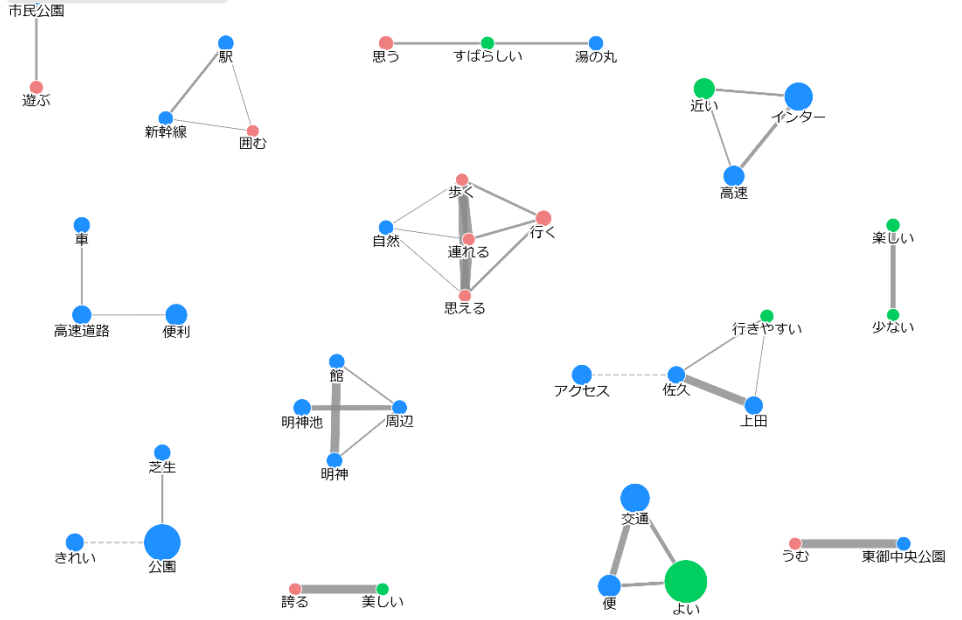 市民公園
遊ぶ
駅
新幹線
囲む
思う
すばらしい
湯の丸
近い
インター
高速
歩く
自然
行く
連れる
思える
車
高速道路
便利
楽しい
少ない
行きやすい
アクセス
佐久
上田
館
明神池
周辺
明神
芝生
きれい
公園
誇る
美しい
交通
便
よい
うむ
東御中央公園